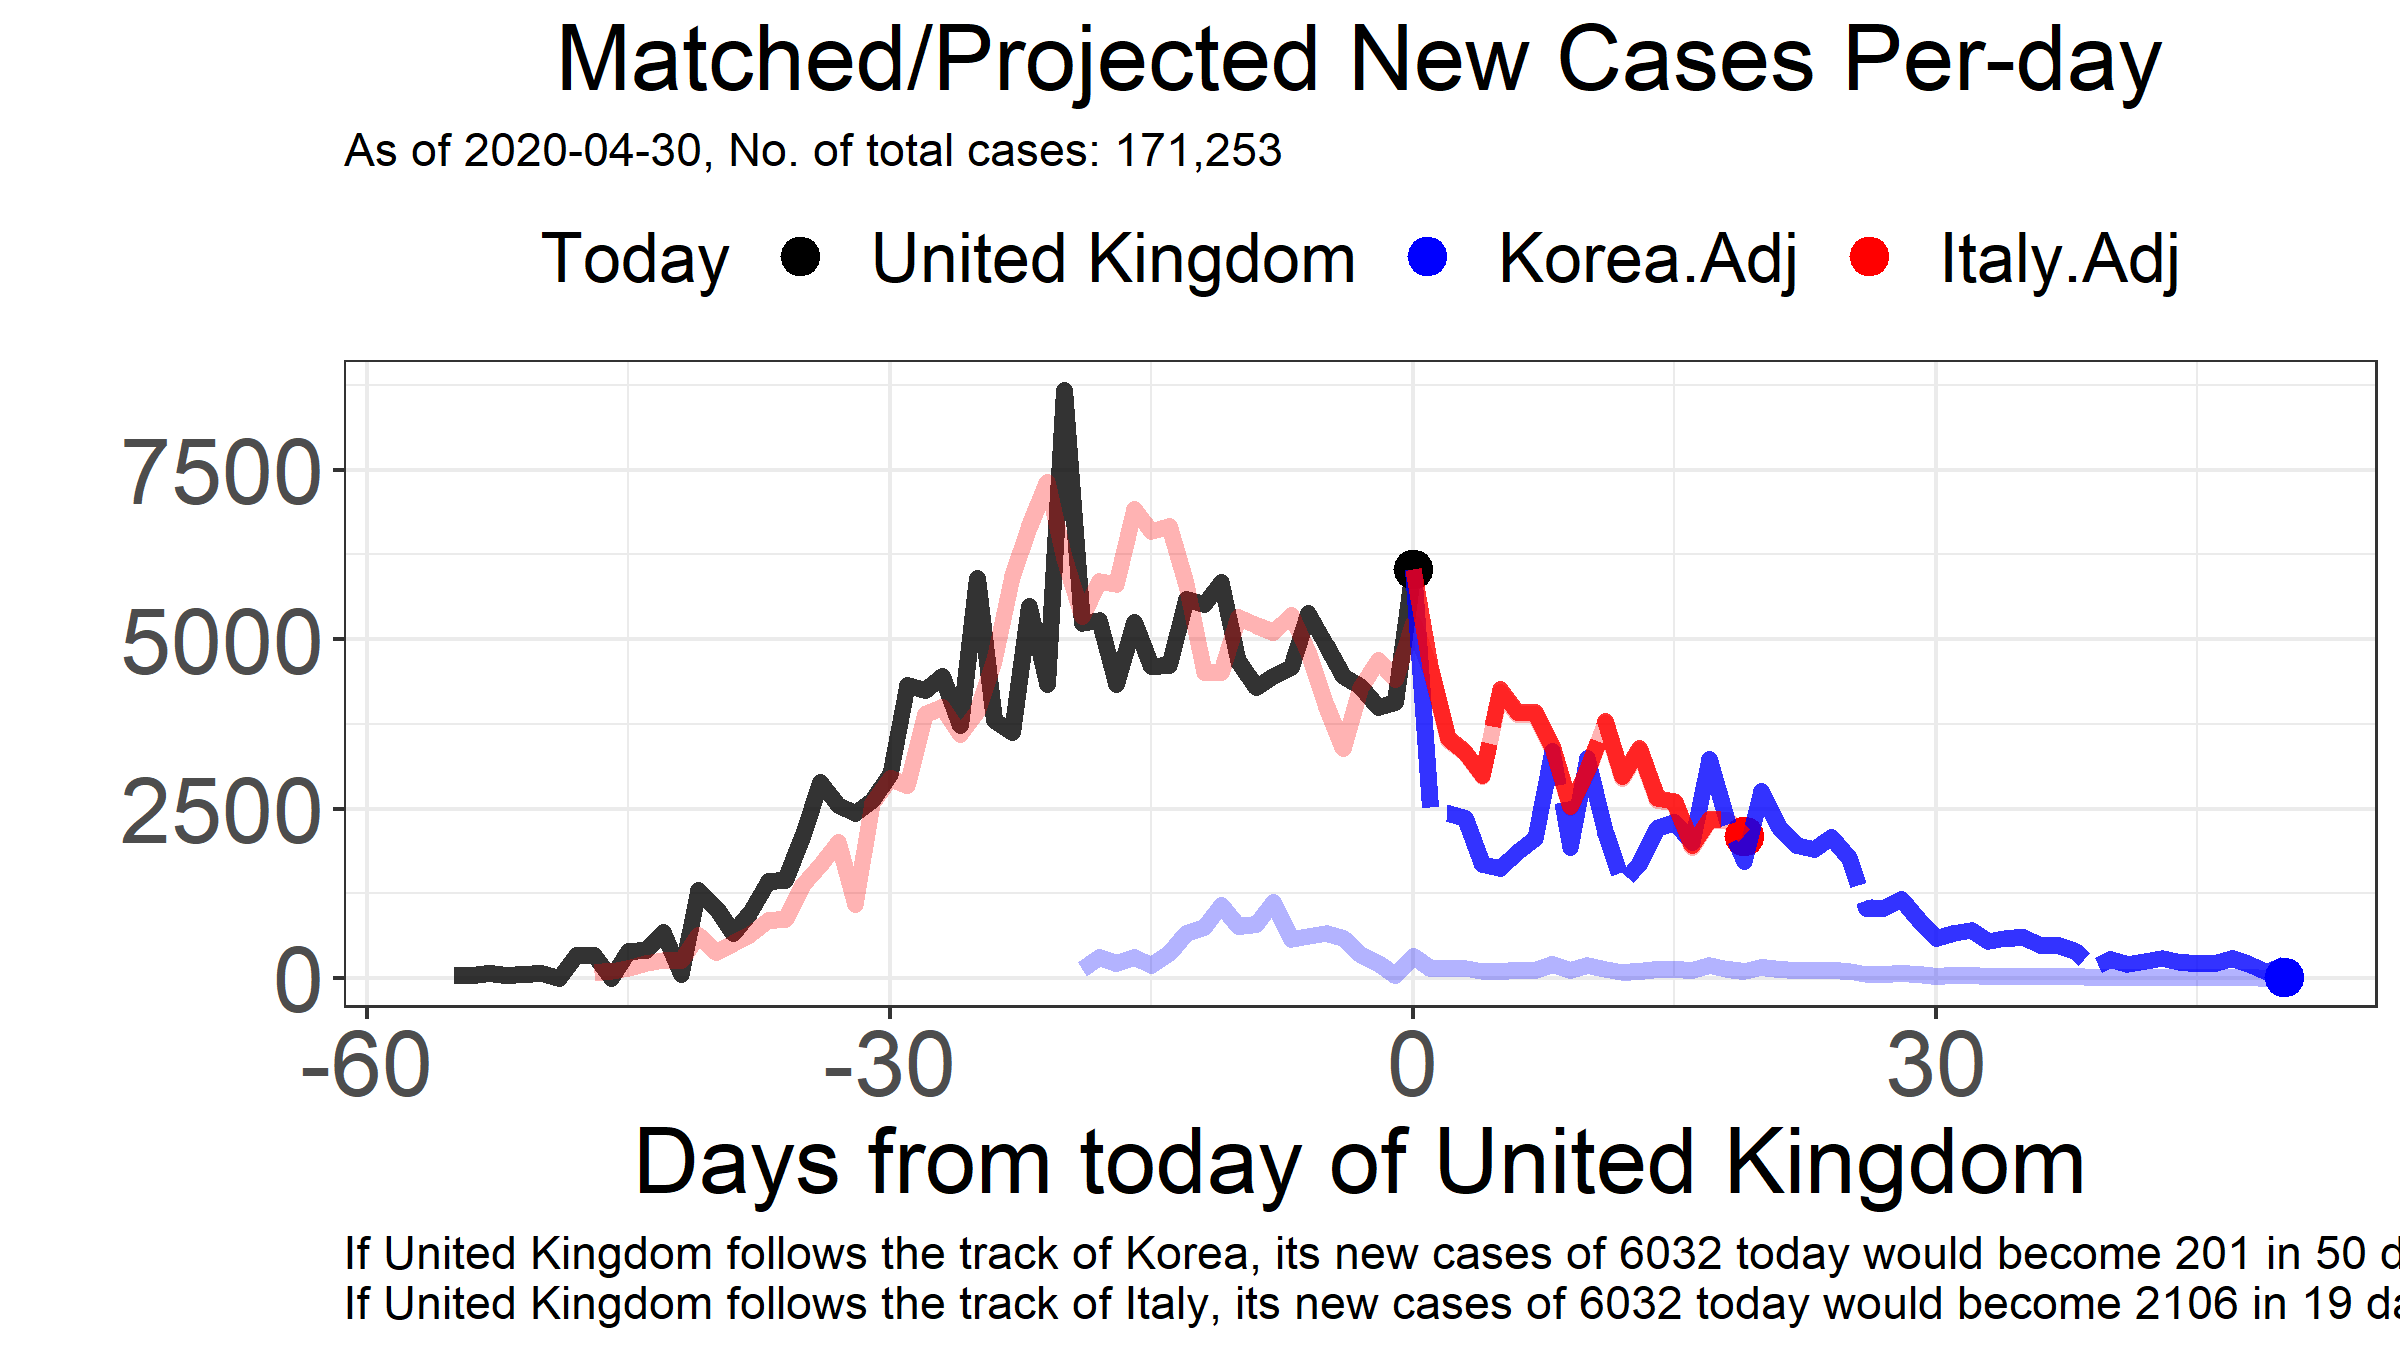 Matched/Projected New Cases Per-day
As of 2020-04-30, No. of total cases: 171,253
Today United Kingdom Korea.Adj Italy.Adj
7500
5000
2500
0
-60 -30 0 30
Days from today of United Kingdom
If United Kingdom follows the track of Korea, its new cases of 6032 today would become 201 in 50 d
If United Kingdom follows the track of Italy, its new cases of 6032 today would become 2106 in 19 da